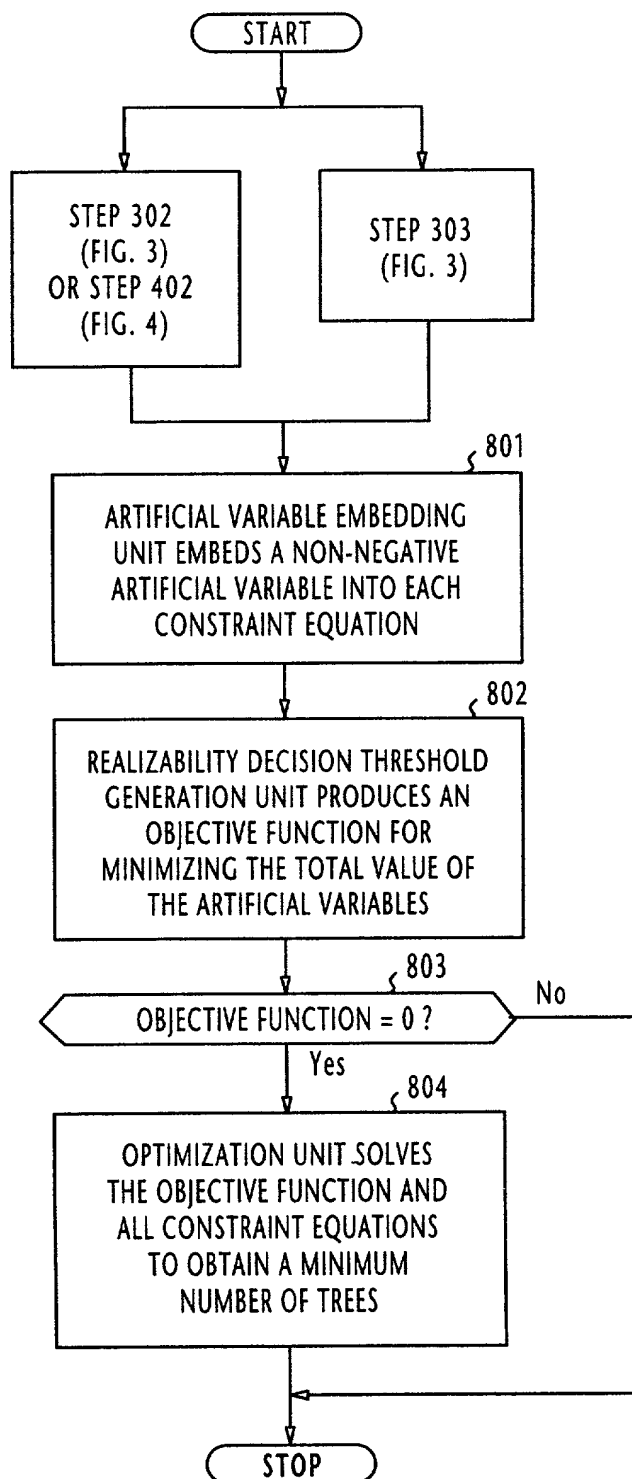 START
STEP 302
(FIG. 3)
OR STEP 402
(FIG. 4)
STEP 303
(FIG. 3)
801
ARTIFICIAL VARIABLE EMBEDDING
UNIT EMBEDS A NON-NEGATIVE
ARTIFICIAL VARIABLE INTO EACH
CONSTRAINT EQUATION
802
REALIZABILITY DECISION THRESHOLD
GENERATION UNIT PRODUCES AN
OBJECTIVE FUNCTION FOR
MINIMIZING THE TOTAL VALUE OF
THE ARTIFICIAL VARIABLES
803
OBJECTIVE FUNCTION = 0 ?
No
Yes
804
OPTIMIZATION UNIT SOLVES
THE OBJECTIVE FUNCTION AND
ALL CONSTRAINT EQUATIONS
TO OBTAIN A MINIMUM
NUMBER OF TREES
STOP